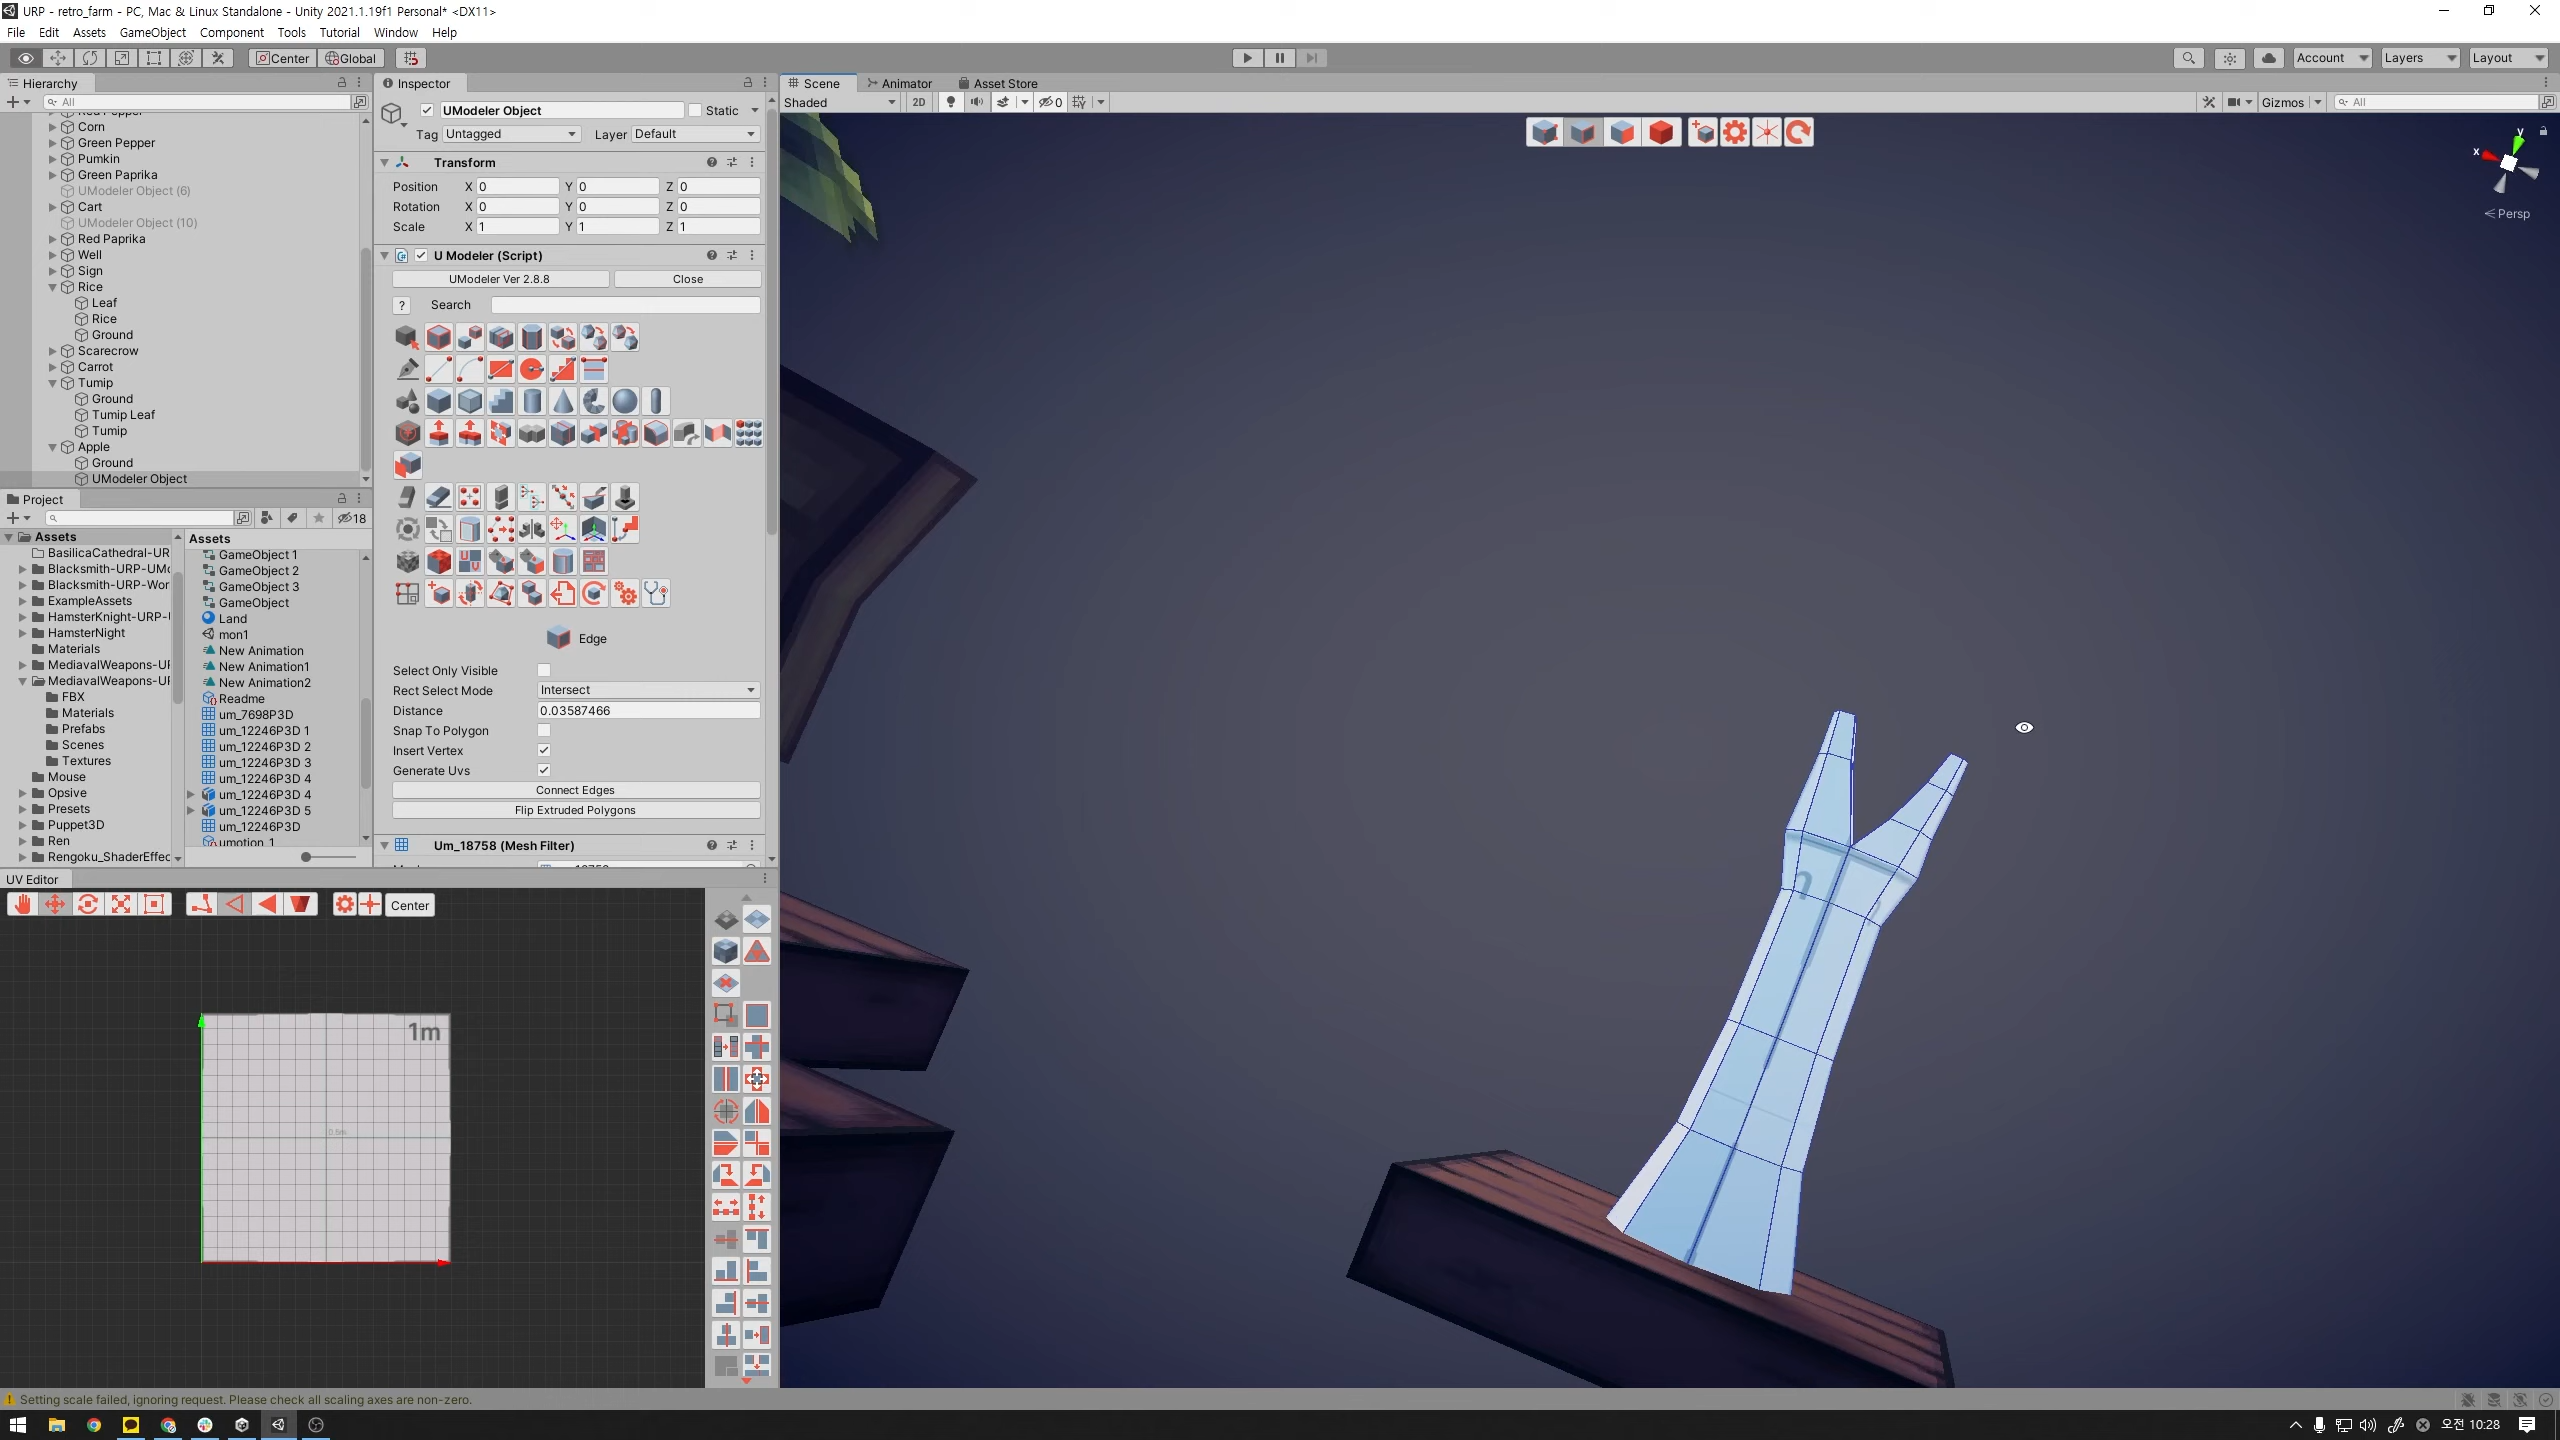 URP - retro_farm - PC, Mac & Linux Standalone - Unity 2021.1.19f1 Personal* <DX11>
File Edit Assets GameObject Component Tools Tutorial Window Help
Center Global Account Layers Layout
Hierarchy
All
Red Pepper
Corn
Green Pepper
Pumkin
Green Paprika
UModeler Object (6)
Cart
UModeler Object (10)
Red Paprika
Well
Sign
Rice
Leaf
Rice
Ground
Scarecrow
Carrot
Tumip
Ground
Tumip Leaf
Tumip
Apple
Ground
UModeler Object
Inspector
UModeler Object Static
Tag Untagged Layer Default
Transform
Position X 0 Y 0 Z 0
Rotation X 0 Y 0 Z 0
Scale X 1 Y 1 Z 1
U Modeler (Script)
UModeler Ver 2.8.8 Close
? Search
Edge
Select Only Visible
Rect Select Mode Intersect
Distance 0.03587466
Snap To Polygon
Insert Vertex
Generate Uvs
Connect Edges
Flip Extruded Polygons
Um_18758 (Mesh Filter)
Scene Animator Asset Store
Shaded 2D 0 Gizmos All
y
x
Persp
Project
18
Assets
BasilicaCathedral-UR
Blacksmith-URP-UMo
Blacksmith-URP-Wor
ExampleAssets
HamsterKnight-URP-
HamsterNight
Materials
MediavalWeapons-UR
MediavalWeapons-UR
FBX
Materials
Prefabs
Scenes
Textures
Mouse
Opsive
Presets
Puppet3D
Ren
Rengoku_ShaderEffec
Assets
GameObject 1
GameObject 2
GameObject 3
GameObject
Land
mon1
New Animation
New Animation1
New Animation2
Readme
um_7698P3D
um_12246P3D 1
um_12246P3D 2
um_12246P3D 3
um_12246P3D 4
um_12246P3D 4
um_12246P3D 5
um_12246P3D
umotion_1
UV Editor
Center
1m
Setting scale failed, ignoring request. Please check all scaling axes are non-zero.
오전 10:28